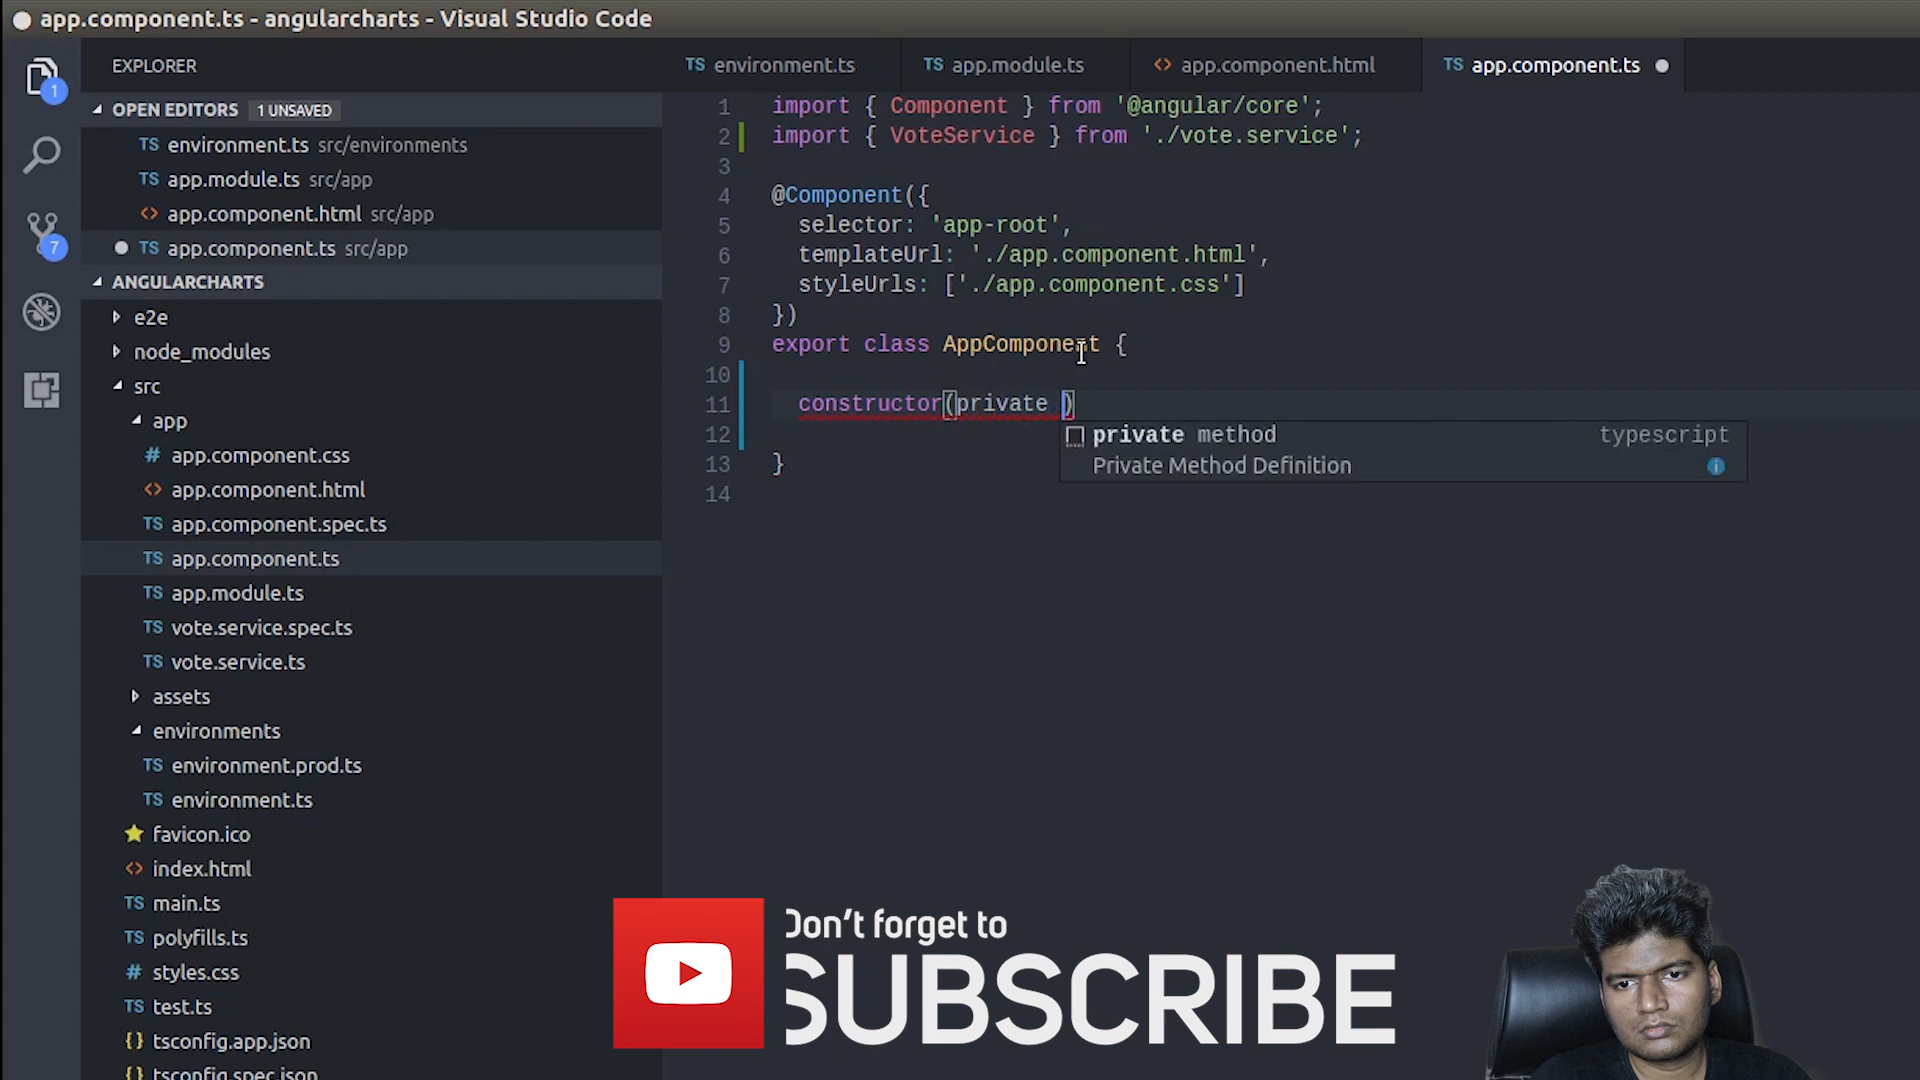 app.component.ts - angularcharts - Visual Studio Code
EXPLORER
1
OPEN EDITORS 1 UNSAVED
TS environment.ts src/environments
TS app.module.ts src/app
<> app.component.html src/app
TS app.component.ts src/app
7
ANGULARCHARTS
e2e
node_modules
src
app
# app.component.css
<> app.component.html
TS app.component.spec.ts
TS app.component.ts
TS app.module.ts
TS vote.service.spec.ts
TS vote.service.ts
assets
environments
TS environment.prod.ts
TS environment.ts
favicon.ico
<> index.html
TS main.ts
TS polyfills.ts
# styles.css
TS test.ts
{} tsconfig.app.json
tsconfig.spec.json
TS environment.ts TS app.module.ts <> app.component.html TS app.component.ts
1 import { Component } from '@angular/core';
2 import { VoteService } from './vote.service';
3
4 @Component({
5 selector: 'app-root',
6 templateUrl: './app.component.html',
7 styleUrls: ['./app.component.css']
8 })
9 export class AppComponent {
10
11 constructor(private )
12
13 }
14
private method typescript
Private Method Definition
Don't forget to
SUBSCRIBE